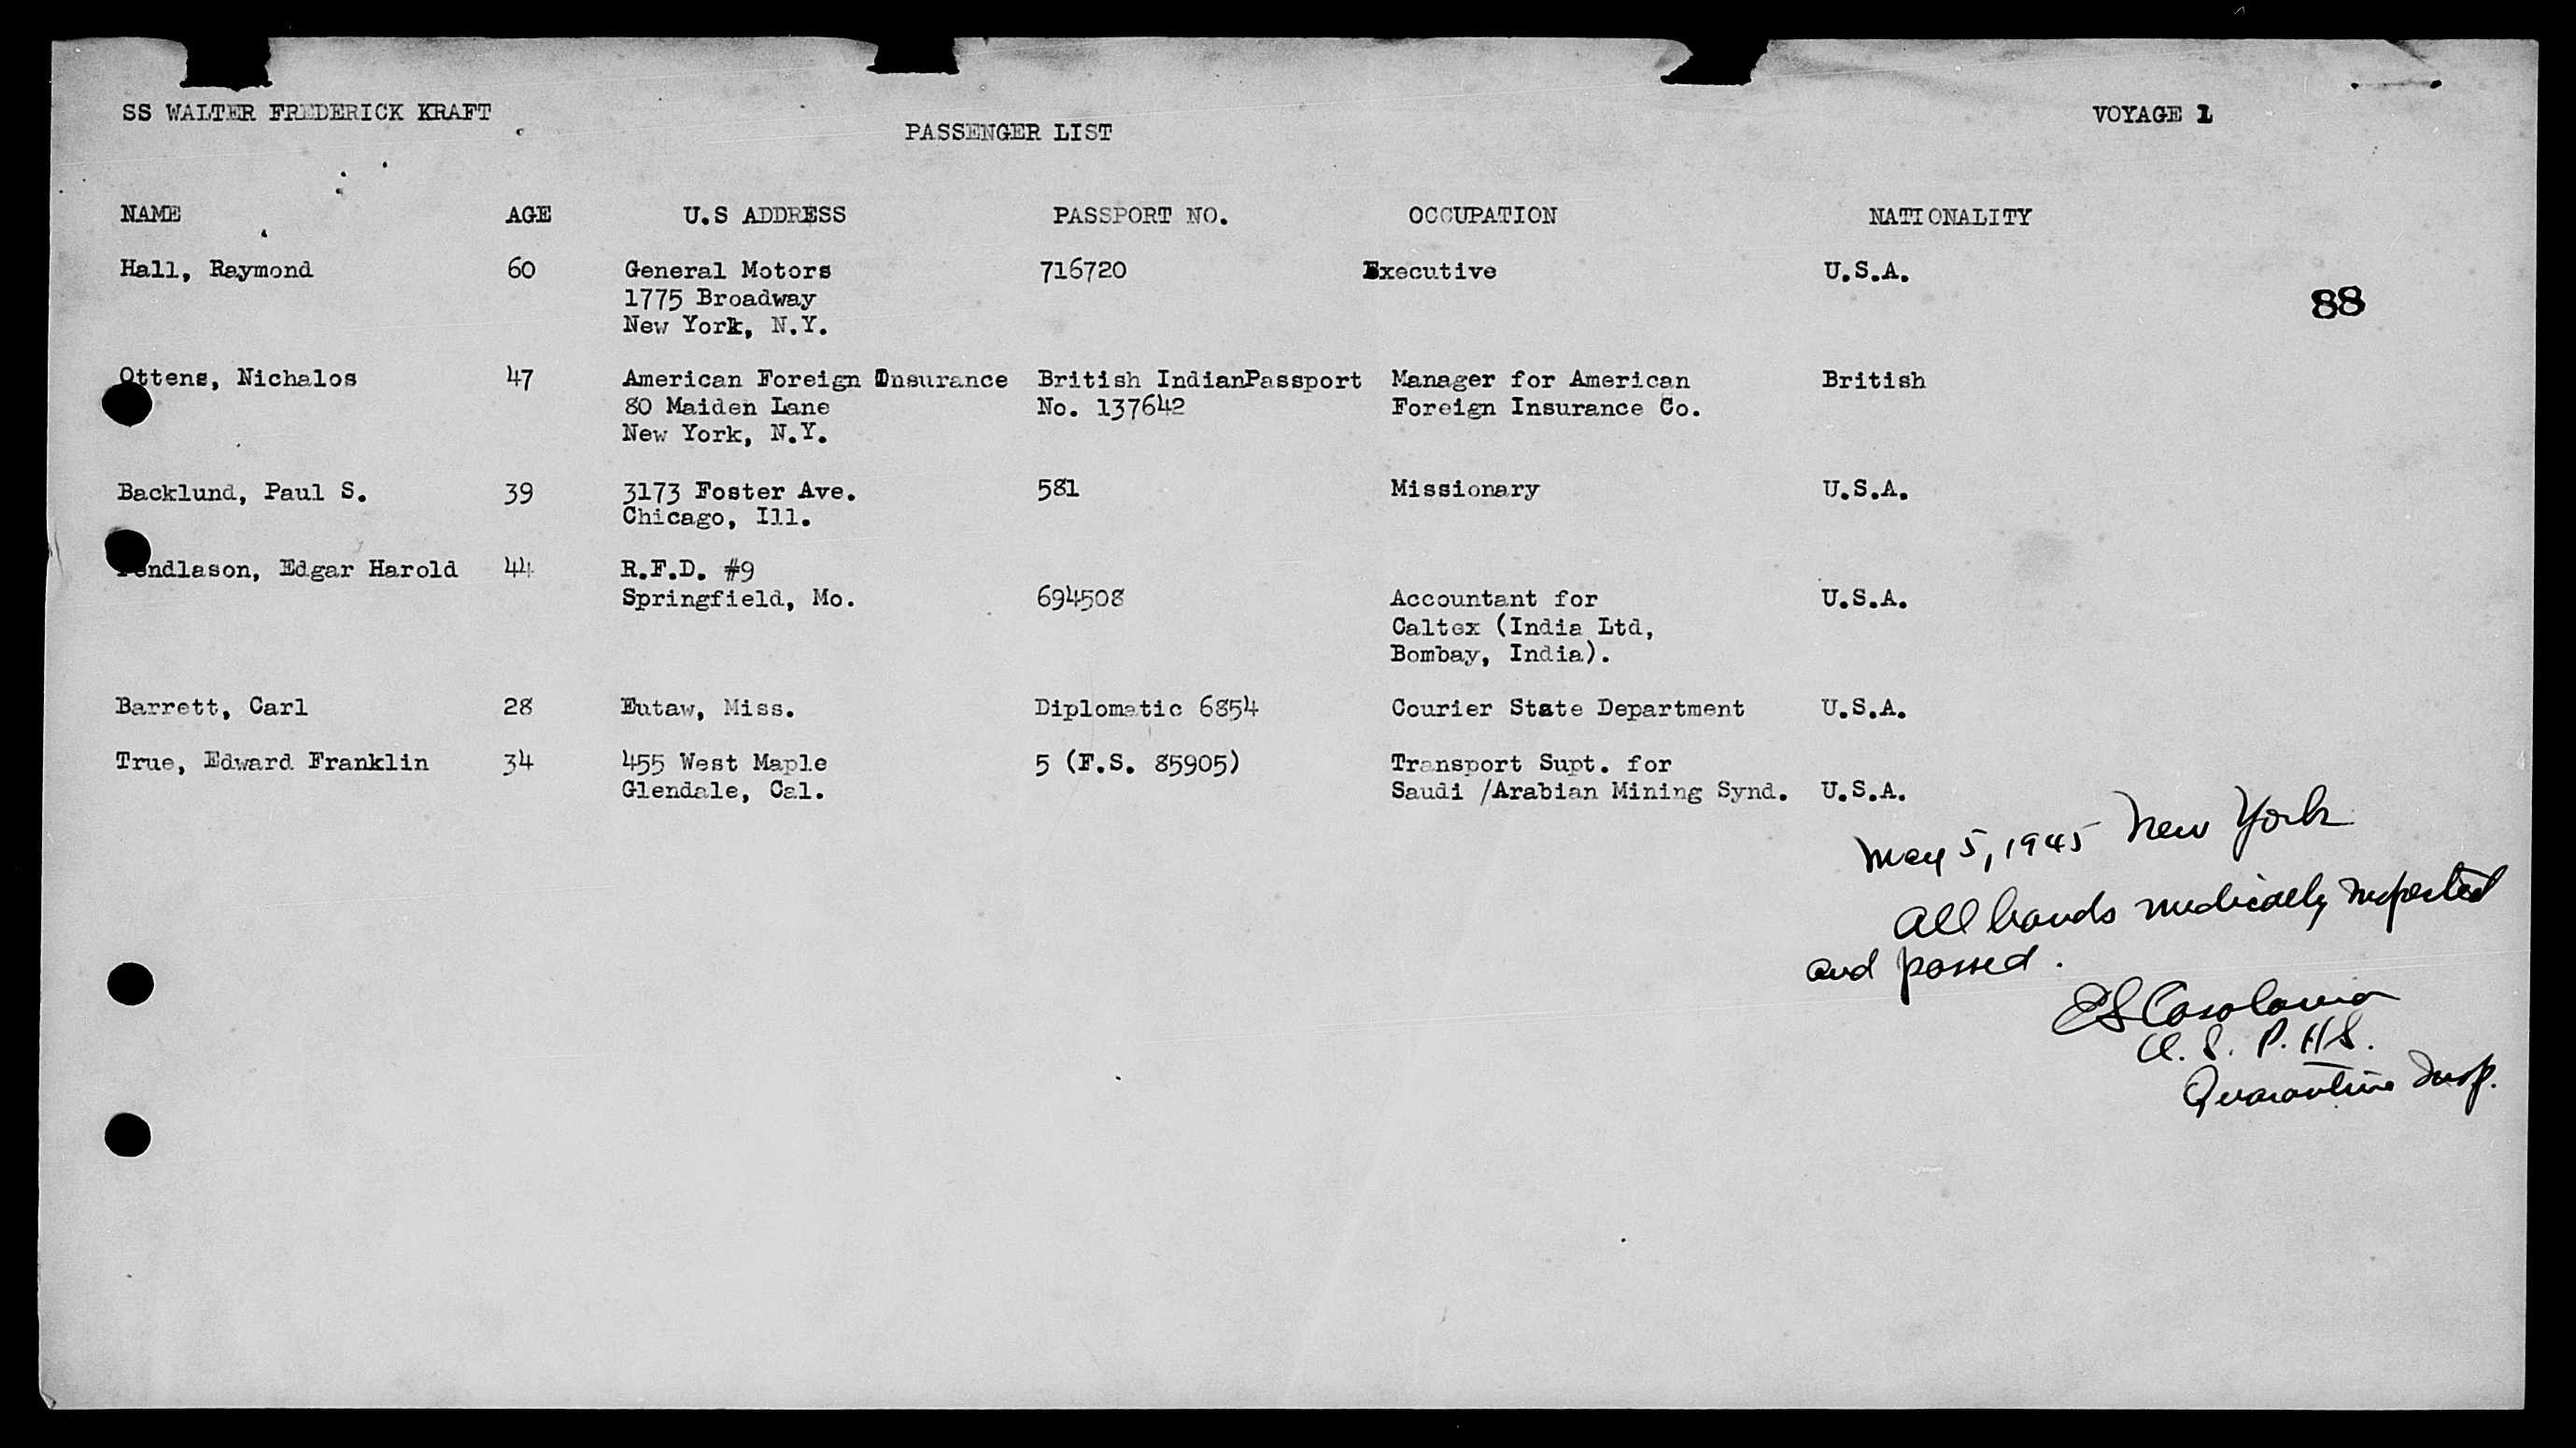 SS WALTER FREDERICK KRAFT
PASSENGER LIST
VOYAGE 1
NAME AGE U.S ADDRESS PASSPORT NO. OCCUPATION NATIONALITY
Hall, Raymond 60 General Motors 716720 Executive U.S.A.
1775 Broadway
88
New York, N.Y.
Ottens, Nichalos 47 American Foreign Insurance British IndianPassport Manager for American British
80 Maiden Lane No. 137642 Foreign Insurance Co.
New York, N.Y.
Backlund, Paul S. 39 3173 Foster Ave. 581 Missionary U.S.A.
Chicago, Ill.
Edgar Harold 44 R.F.D. #9
Springfield, Mo. 694508 Accountant for U.S.A.
Caltex (India Ltd,
Bombay, India).
Barrett, Carl 28 Eutaw, Miss. Diplomatic 6854 Courier State Department U.S.A.
True, Edward Franklin 34 455 West Maple 5 (F.S. 85905) Transport Supt. for
Glendale, Cal. Saudi /Arabian Mining Synd. U.S.A.
May 5, 1945 New York
All hands medically inspected
and passed.
U.S.P.H.S.
Quarantine Insp.